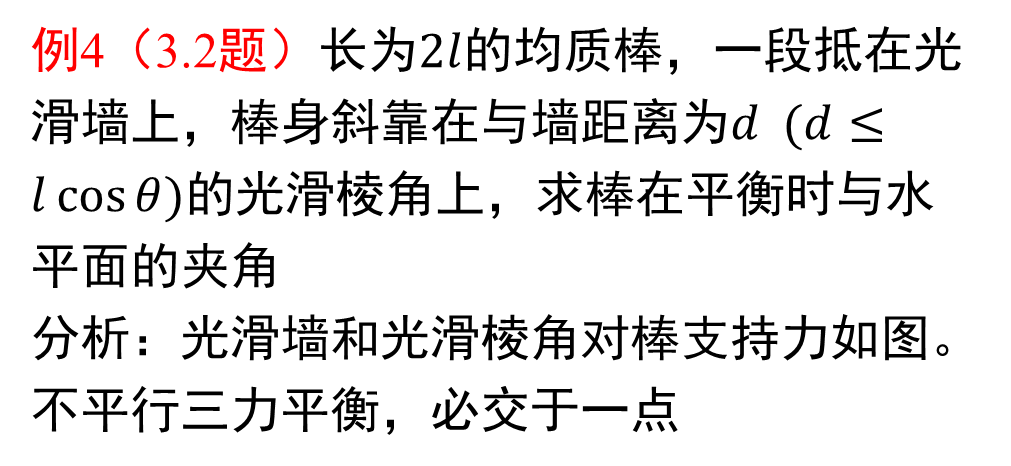 例4（3.2题）长为2l的均质棒，一段抵在光
滑墙上，棒身斜靠在与墙距离为d (d ≤
l cos θ)的光滑棱角上，求棒在平衡时与水
平面的夹角
分析：光滑墙和光滑棱角对棒支持力如图。
不平行三力平衡，必交于一点